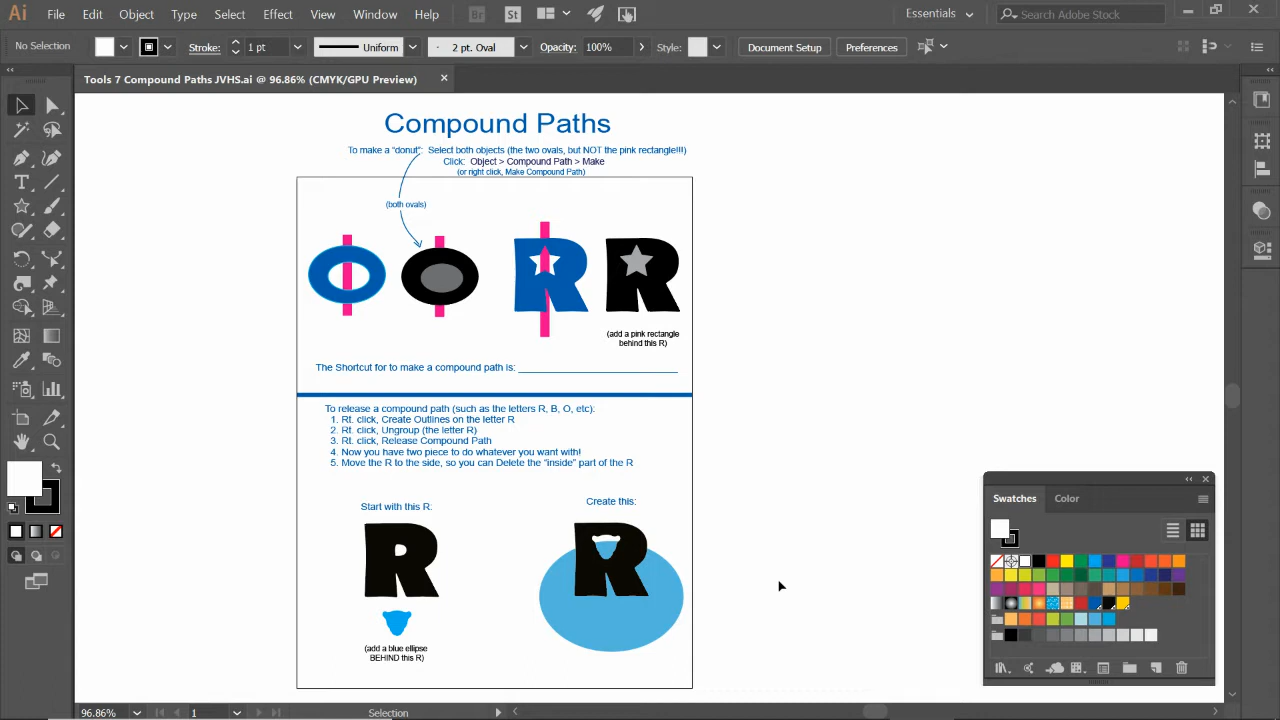 Ai File Edit Object Type Select Effect View Window Help Br St Essentials Search Adobe Stock
No Selection Stroke: 1 pt Uniform 2 pt. Oval Opacity: 100% Style: Document Setup Preferences
Tools 7 Compound Paths JVHS.ai @ 96.86% (CMYK/GPU Preview)
Compound Paths
To make a "donut": Select both objects (the two ovals, but NOT the pink rectangle!!!)
Click: Object > Compound Path > Make
(or right click, Make Compound Path)
(both ovals)
R R
(add a pink rectangle
behind this R)
The Shortcut for to make a compound path is: ____________________
To release a compound path (such as the letters R, B, O, etc):
1. Rt. click, Create Outlines on the letter R
2. Rt. click, Ungroup (the letter R)
3. Rt. click, Release Compound Path
4. Now you have two piece to do whatever you want with!
5. Move the R to the side, so you can Delete the "inside" part of the R
Start with this R:
Create this:
R R
(add a blue ellipse
BEHIND this R)
Swatches Color
96.86% 1 Selection